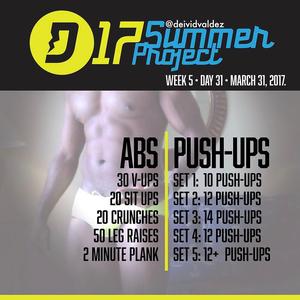 @deividvaldez
D17 Summer
Project
WEEK 5 • DAY 31 • MARCH 31, 2017.
ABS
30 V-UPS
20 SIT UPS
20 CRUNCHES
50 LEG RAISES
2 MINUTE PLANK
PUSH-UPS
SET 1: 10 PUSH-UPS
SET 2: 12 PUSH-UPS
SET 3: 14 PUSH-UPS
SET 4: 12 PUSH-UPS
SET 5: 12+ PUSH-UPS